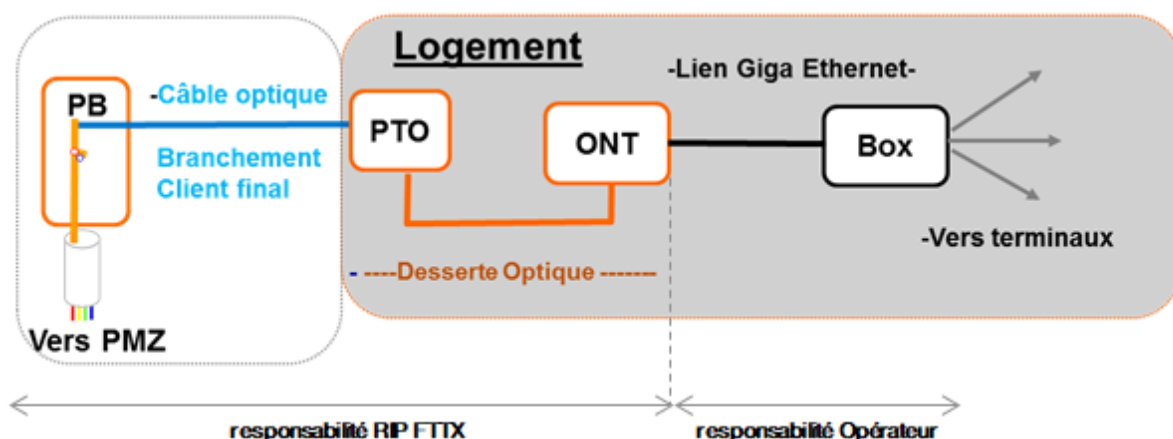 Logement
-Lien Giga Ethernet-
PB
-Câble optique
PTO
ONT
Box
Branchement
Client final
-Vers terminaux
- ----Desserte Optique -------
Vers PMZ
responsabilité RIP FTTX
responsabilité Opérateur